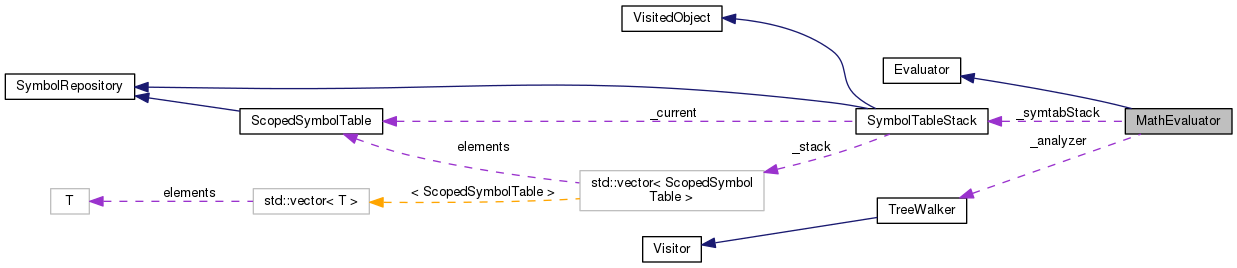 VisitedObject
Evaluator
SymbolRepository
ScopedSymbolTable
_current
SymbolTableStack
_symtabStack
MathEvaluator
elements
_stack
_analyzer
T
elements
std::vector< T >
< ScopedSymbolTable >
std::vector< ScopedSymbol
Table >
TreeWalker
Visitor